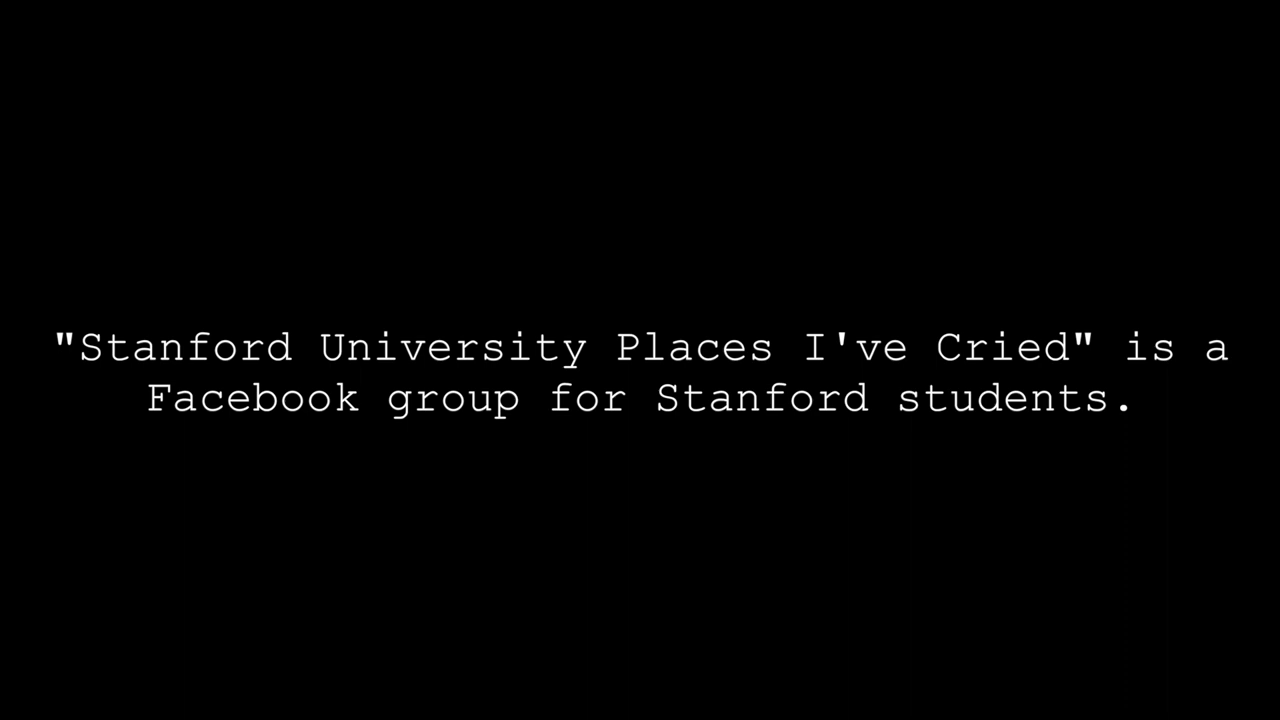 "Stanford University Places I've Cried" is a
Facebook group for Stanford students.